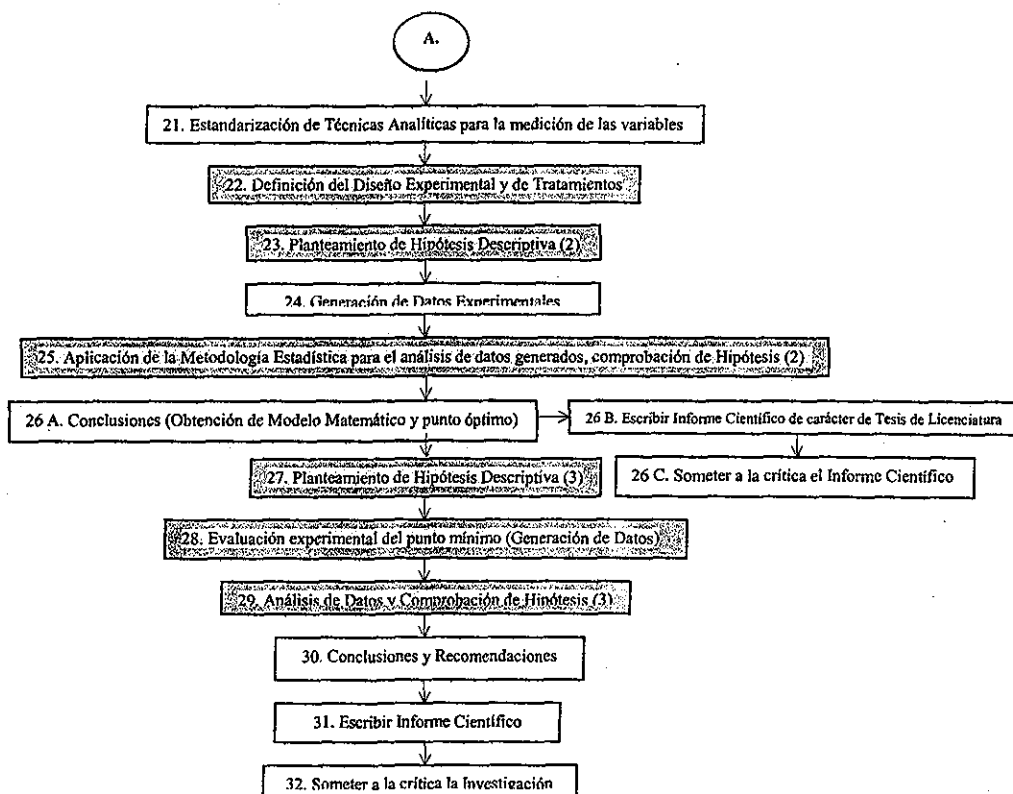 A.
21. Estandarización de Técnicas Analíticas para la medición de las variables
22. Definición del Diseño Experimental y de Tratamientos
23. Planteamiento de Hipótesis Descriptiva (2)
24. Generación de Datos Experimentales
25. Aplicación de la Metodología Estadística para el análisis de datos generados, comprobación de Hipótesis (2)
26 A. Conclusiones (Obtención de Modelo Matemático y punto óptimo)
26 B. Escribir Informe Científico de carácter de Tesis de Licenciatura
26 C. Someter a la crítica el Informe Científico
27. Planteamiento de Hipótesis Descriptiva (3)
28. Evaluación experimental del punto mínimo (Generación de Datos)
29. Análisis de Datos y Comprobación de Hipótesis (3)
30. Conclusiones y Recomendaciones
31. Escribir Informe Científico
32. Someter a la crítica la Investigación